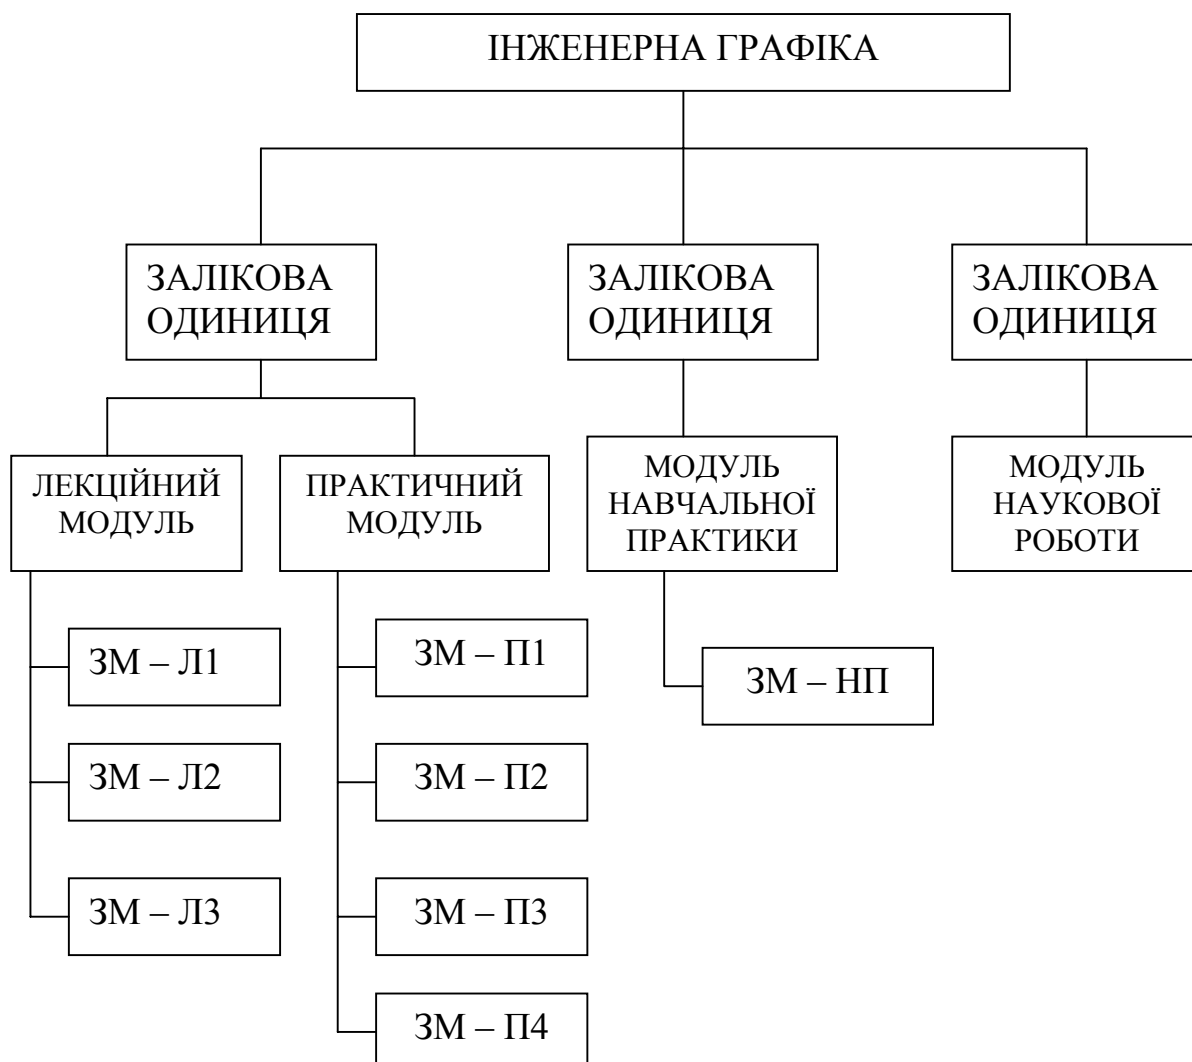 ІНЖЕНЕРНА ГРАФІКА
ЗАЛІКОВА
ОДИНИЦЯ
ЗАЛІКОВА
ОДИНИЦЯ
ЗАЛІКОВА
ОДИНИЦЯ
ЛЕКЦІЙНИЙ
МОДУЛЬ
ПРАКТИЧНИЙ
МОДУЛЬ
МОДУЛЬ
НАВЧАЛЬНОЇ
ПРАКТИКИ
МОДУЛЬ
НАУКОВОЇ
РОБОТИ
ЗМ – Л1
ЗМ – Л2
ЗМ – Л3
ЗМ – П1
ЗМ – П2
ЗМ – П3
ЗМ – П4
ЗМ – НП